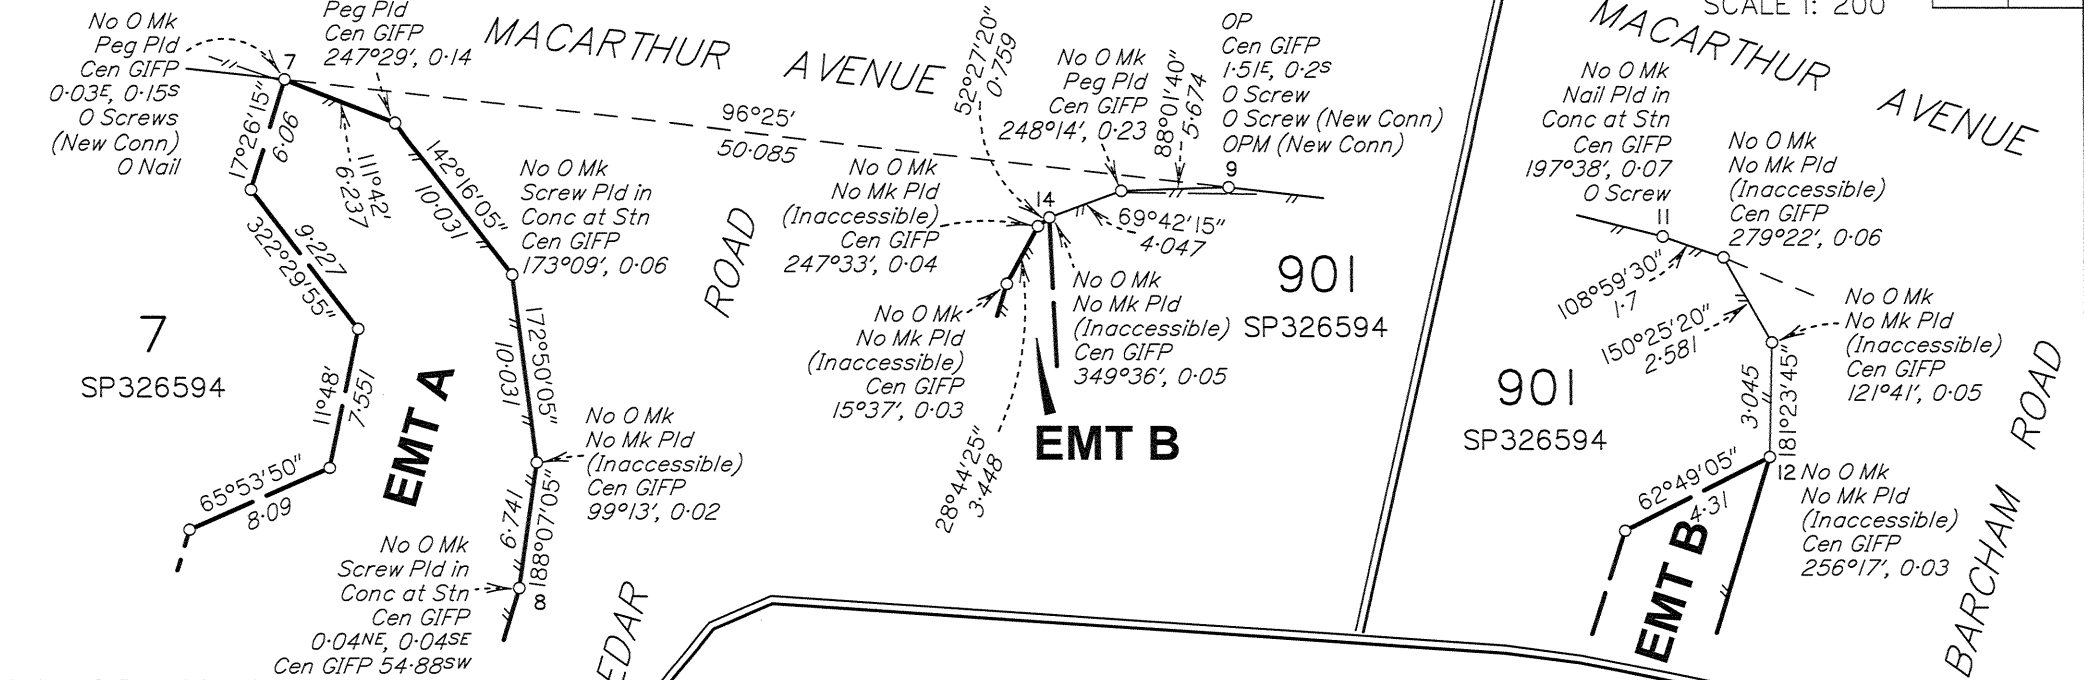 No O Mk
Peg Pld
Cen GIFP
0·03E, 0·15S
O Screws
(New Conn)
O Nail
7
Peg Pld
Cen GIFP
247°29', 0·14
MACARTHUR AVENUE
96°25'
50·085
17°26'15"
6·06
111°42'
6·237
142°16'05"
10·031
322°29'55"
9·227
No O Mk
Screw Pld in
Conc at Stn
Cen GIFP
173°09', 0·06
7
SP326594
11°48'
7·551
EMT A
172°50'05"
10·031
65°53'50"
8·09
No O Mk
No Mk Pld
(Inaccessible)
Cen GIFP
99°13', 0·02
6·741
188°07'05"
8
No O Mk
Screw Pld in
Conc at Stn
Cen GIFP
0·04NE, 0·04SE
Cen GIFP 54·88SW
EDAR
ROAD
52°27'20"
0·759
No O Mk
Peg Pld
Cen GIFP
248°14', 0·23
88°01'40"
5·674
OP
Cen GIFP
1·51E, 0·2S
O Screw
O Screw (New Conn)
OPM (New Conn)
9
No O Mk
No Mk Pld
(Inaccessible)
Cen GIFP
247°33', 0·04
14
69°42'15"
4·047
No O Mk
No Mk Pld
(Inaccessible)
Cen GIFP
15°37', 0·03
No O Mk
No Mk Pld
(Inaccessible)
Cen GIFP
349°36', 0·05
28°44'25"
3·448
EMT B
901
SP326594
SCALE 1: 200
MACARTHUR
AVENUE
No O Mk
Nail Pld in
Conc at Stn
Cen GIFP
197°38', 0·07
O Screw
11
No O Mk
No Mk Pld
(Inaccessible)
Cen GIFP
279°22', 0·06
108°59'30"
1·7
150°25'20"
2·581
No O Mk
No Mk Pld
(Inaccessible)
Cen GIFP
121°41', 0·05
901
SP326594
3·045
181°23'45"
62°49'05"
4·31
12
No O Mk
No Mk Pld
(Inaccessible)
Cen GIFP
256°17', 0·03
EMT B
BARCHAM ROAD